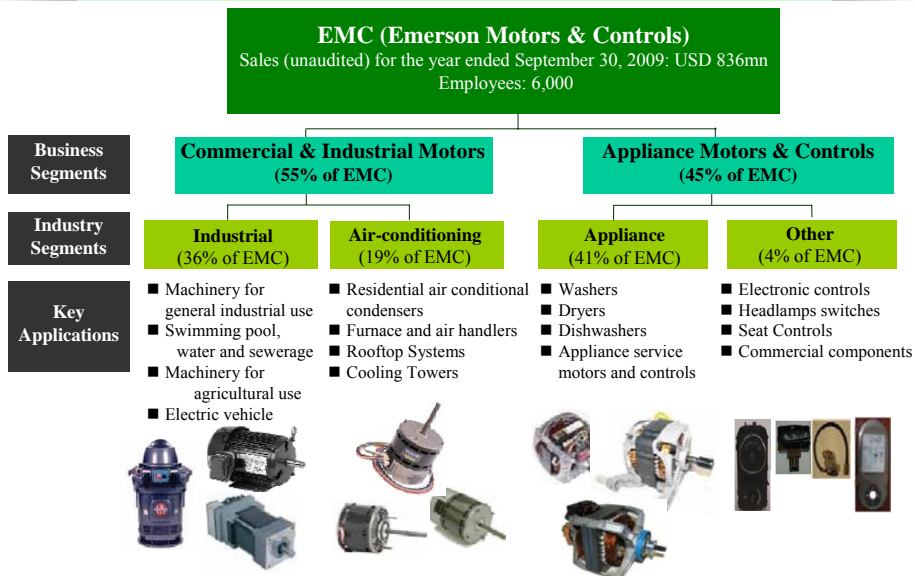 EMC (Emerson Motors & Controls)
Sales (unaudited) for the year ended September 30, 2009: USD 836mn
Employees: 6,000
Business
Segments
Commercial & Industrial Motors
(55% of EMC)
Appliance Motors & Controls
(45% of EMC)
Industry
Segments
Industrial
(36% of EMC)
Air-conditioning
(19% of EMC)
Appliance
(41% of EMC)
Other
(4% of EMC)
Key
Applications
■ Machinery for
general industrial use
■ Swimming pool,
water and sewerage
■ Machinery for
agricultural use
■ Electric vehicle
■ Residential air conditional
condensers
■ Furnace and air handlers
■ Rooftop Systems
■ Cooling Towers
■ Washers
■ Dryers
■ Dishwashers
■ Appliance service
motors and controls
■ Electronic controls
■ Headlamps switches
■ Seat Controls
■ Commercial components